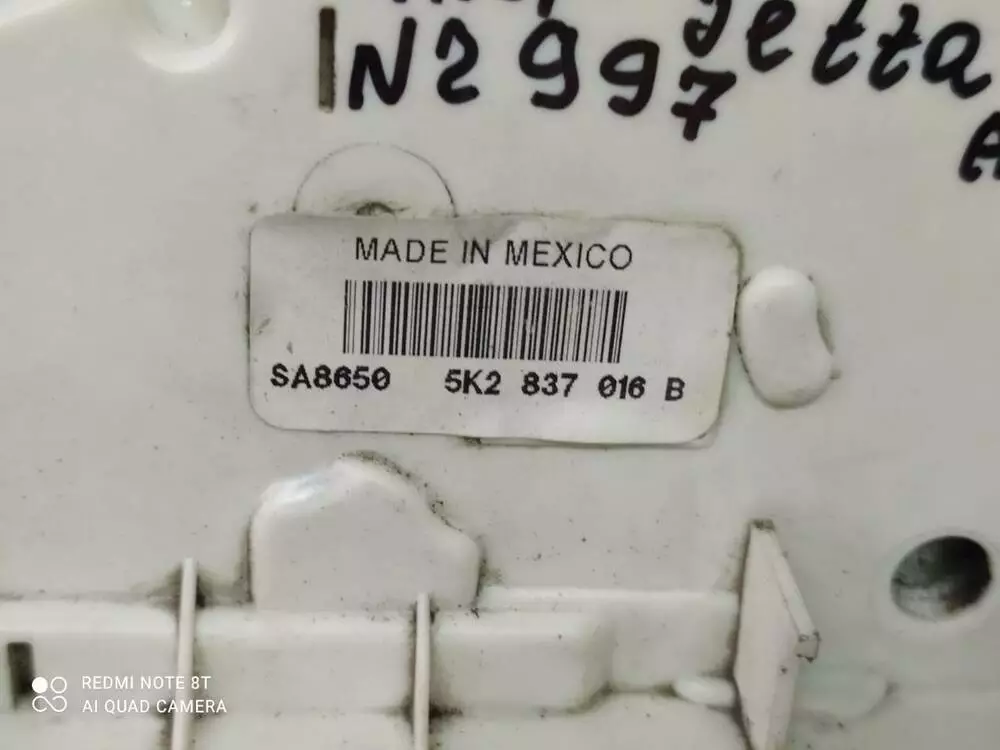 Jetta
N2997
MADE IN MEXICO
SA8650 5K2 837 016 B
REDMI NOTE 8T
AI QUAD CAMERA